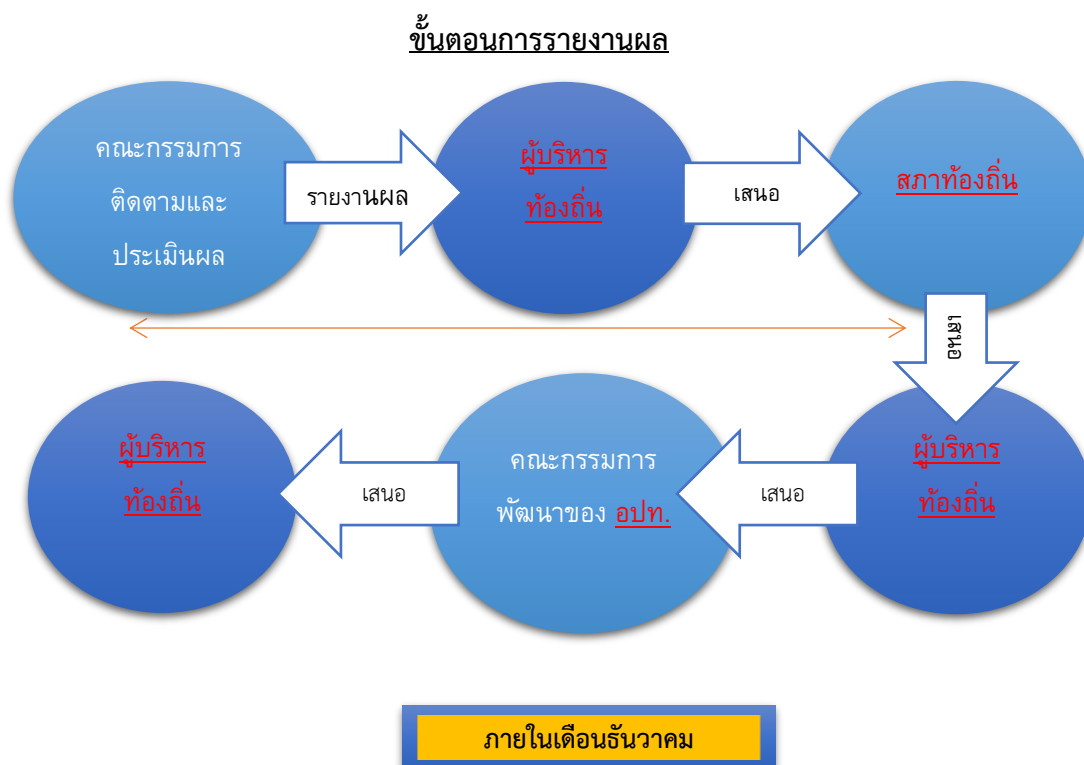 ขั้นตอนการรายงานผล
คณะกรรมการ
ติดตามและ
ประเมินผล
รายงานผล
ผู้บริหาร
ท้องถิ่น
เสนอ
สภาท้องถิ่น
เสนอ
ผู้บริหาร
ท้องถิ่น
เสนอ
คณะกรรมการ
พัฒนาของ อปท.
เสนอ
ผู้บริหาร
ท้องถิ่น
ภายในเดือนธันวาคม